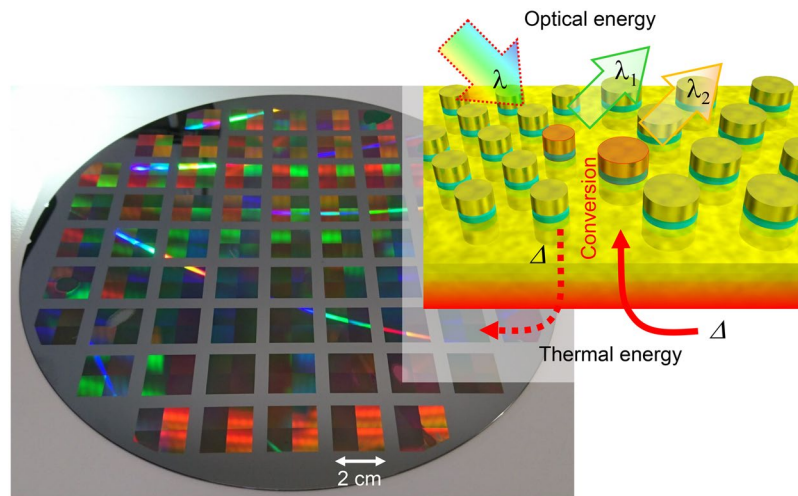 Optical energy
λ
λ1
λ2
Conversion
Δ
Δ
Thermal energy
2 cm